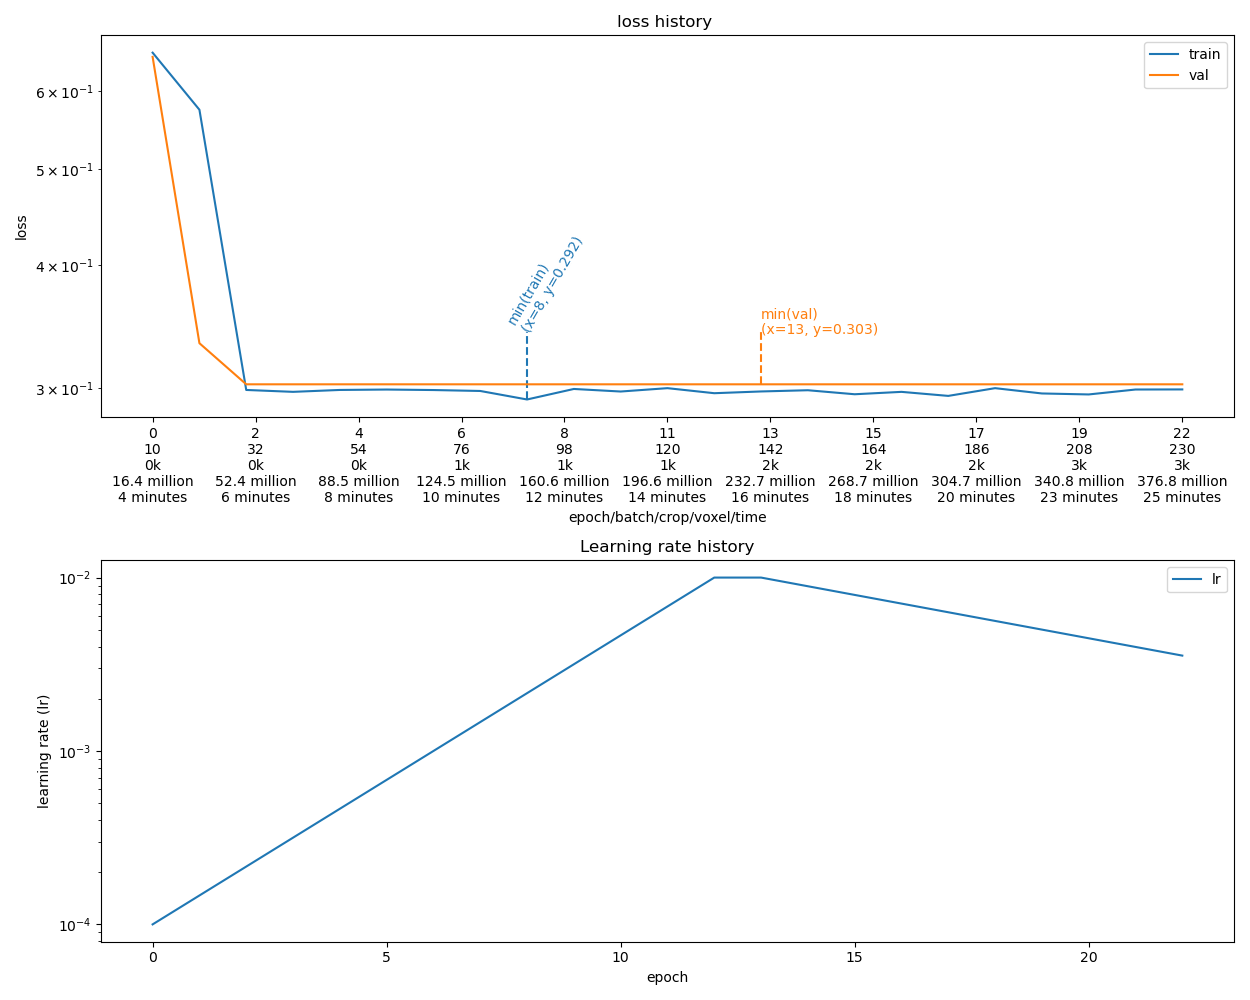 loss history
train
val
6 × 10⁻¹
5 × 10⁻¹
4 × 10⁻¹
3 × 10⁻¹
loss
min(train)
(x=8, y=0.292)
min(val)
(x=13, y=0.303)
0 2 4 6 8 11 13 15 17 19 22
10 32 54 76 98 120 142 164 186 208 230
0k 0k 0k 1k 1k 1k 2k 2k 2k 3k 3k
16.4 million 52.4 million 88.5 million 124.5 million 160.6 million 196.6 million 232.7 million 268.7 million 304.7 million 340.8 million 376.8 million
4 minutes 6 minutes 8 minutes 10 minutes 12 minutes 14 minutes 16 minutes 18 minutes 20 minutes 23 minutes 25 minutes
epoch/batch/crop/voxel/time
Learning rate history
lr
10⁻²
10⁻³
10⁻⁴
learning rate (lr)
0 5 10 15 20
epoch